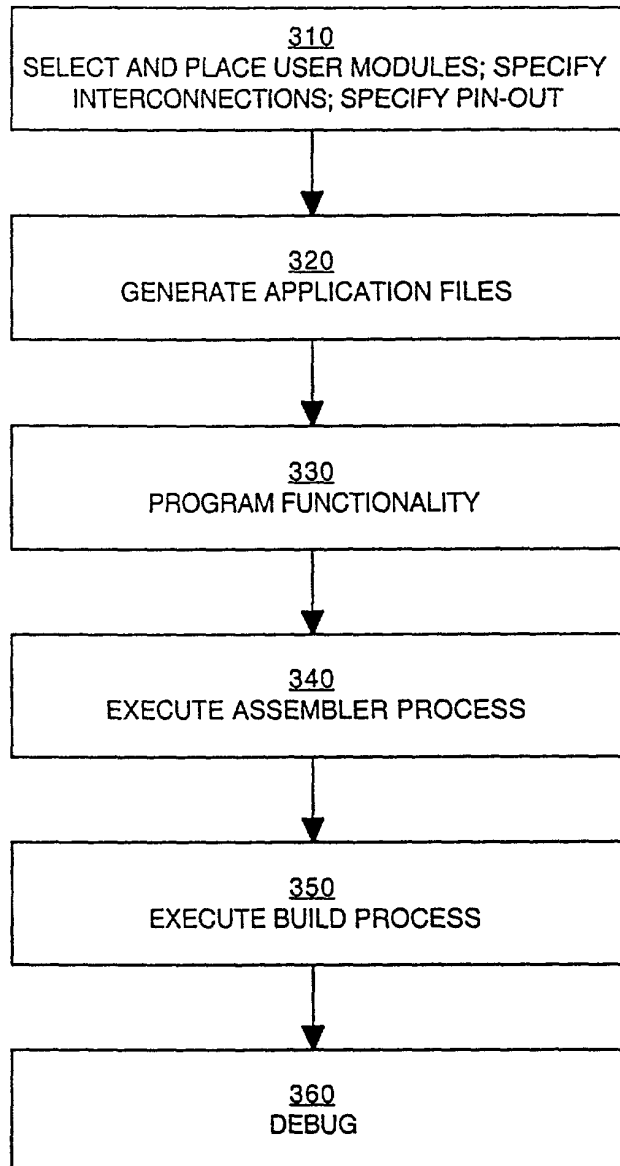 310
SELECT AND PLACE USER MODULES; SPECIFY
INTERCONNECTIONS; SPECIFY PIN-OUT
320
GENERATE APPLICATION FILES
330
PROGRAM FUNCTIONALITY
340
EXECUTE ASSEMBLER PROCESS
350
EXECUTE BUILD PROCESS
360
DEBUG